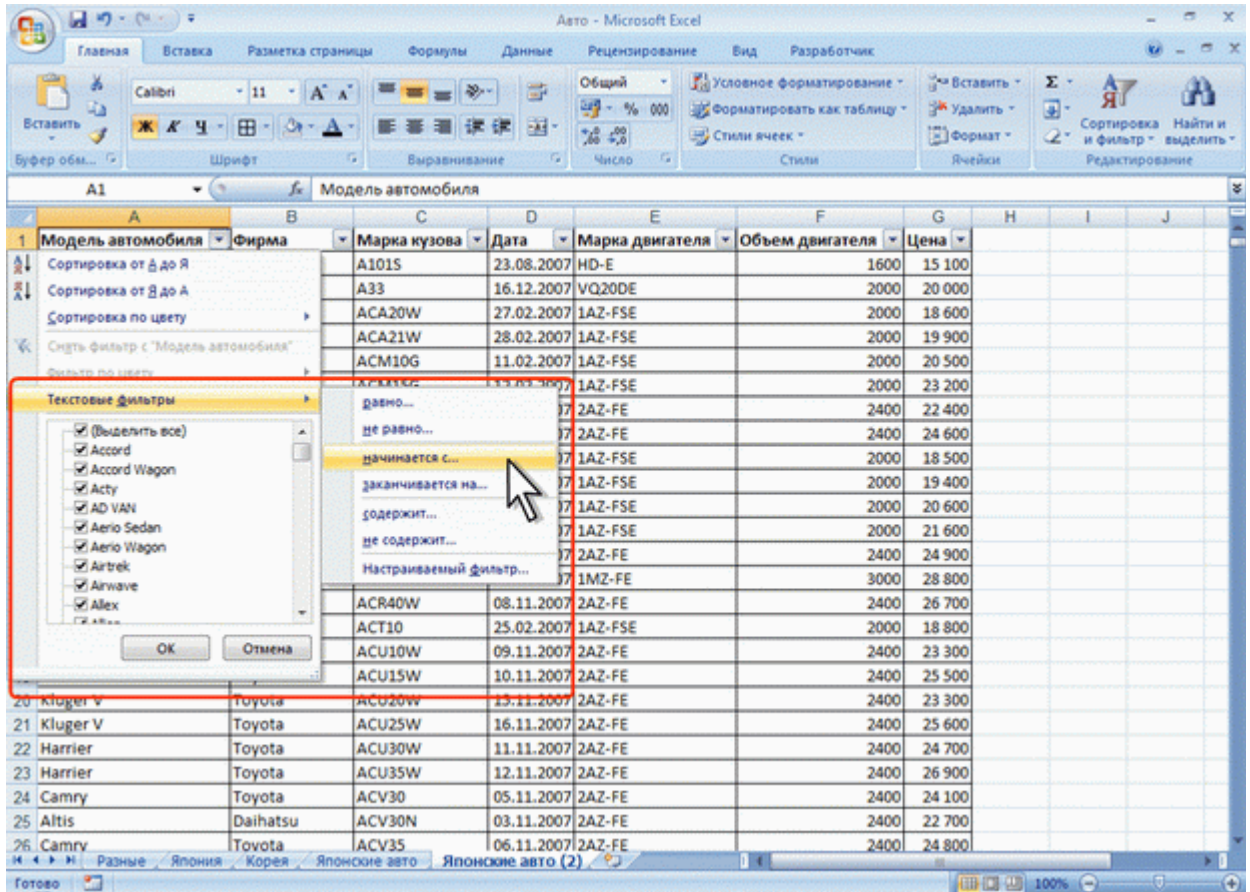 Авто - Microsoft Excel
Главная Вставка Разметка страницы Формулы Данные Рецензирование Вид Разработчик
Вставить Calibri 11 Общий Условное форматирование Вставить Σ
Ж К Ч % 000 Форматировать как таблицу Удалить Сортировка и фильтр Найти и выделить
Стили ячеек Формат
Буфер обм... Шрифт Выравнивание Число Стили Ячейки Редактирование
A1 fx Модель автомобиля
A B C D E F G H I J
1 Модель автомобиля Фирма Марка кузова Дата Марка двигателя Объем двигателя Цена
Сортировка от А до Я A101S 23.08.2007 HD-E 1600 15 100
Сортировка от Я до А A33 16.12.2007 VQ20DE 2000 20 000
Сортировка по цвету ACA20W 27.02.2007 1AZ-FSE 2000 18 600
Снять фильтр с "Модель автомобиля" ACA21W 28.02.2007 1AZ-FSE 2000 19 900
Фильтр по цвету ACM10G 11.02.2007 1AZ-FSE 2000 20 500
ACM15G 12.02.2007 1AZ-FSE 2000 23 200
Текстовые фильтры равно... 2AZ-FE 2400 22 400
(Выделить все) не равно... 2AZ-FE 2400 24 600
Accord начинается с... 1AZ-FSE 2000 18 500
Accord Wagon заканчивается на... 1AZ-FSE 2000 19 400
Acty содержит... 1AZ-FSE 2000 20 600
AD VAN не содержит... 1AZ-FSE 2000 21 600
Aerio Sedan Настраиваемый фильтр... 2AZ-FE 2400 24 900
Aerio Wagon 1MZ-FE 3000 28 800
Airtrek
Airwave
Allex ACR40W 08.11.2007 2AZ-FE 2400 26 700
ACT10 25.02.2007 1AZ-FSE 2000 18 800
ОК Отмена ACU10W 09.11.2007 2AZ-FE 2400 23 300
ACU15W 10.11.2007 2AZ-FE 2400 25 500
20 Kluger V Toyota ACU20W 15.11.2007 2AZ-FE 2400 23 300
21 Kluger V Toyota ACU25W 16.11.2007 2AZ-FE 2400 25 600
22 Harrier Toyota ACU30W 11.11.2007 2AZ-FE 2400 24 700
23 Harrier Toyota ACU35W 12.11.2007 2AZ-FE 2400 26 900
24 Camry Toyota ACV30 05.11.2007 2AZ-FE 2400 24 100
25 Altis Daihatsu ACV30N 03.11.2007 2AZ-FE 2400 22 700
26 Camry Toyota ACV35 06.11.2007 2AZ-FE 2400 24 800
Разные Япония Корея Японские авто Японские авто (2)
Готово 100%